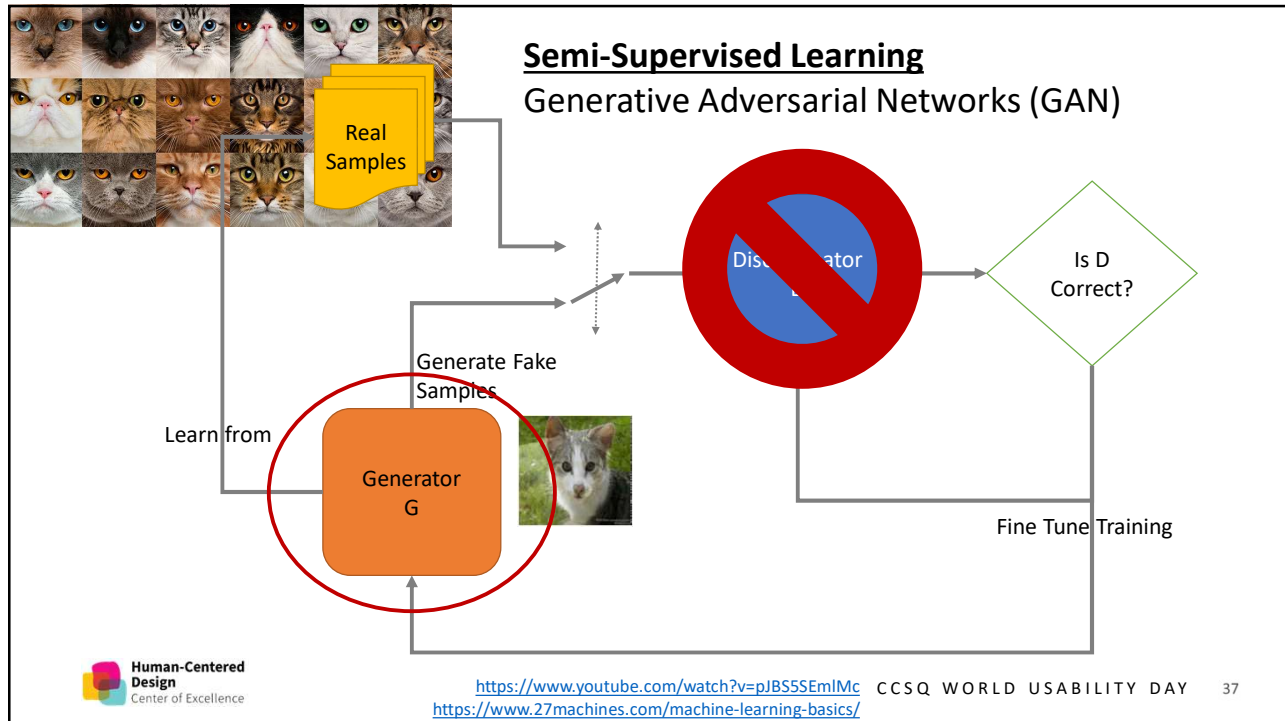 Semi-Supervised Learning
Generative Adversarial Networks (GAN)
Real
Samples
Is D
Correct?
Generate Fake
Samples
Learn from
Generator
G
Fine Tune Training
Human-Centered
Design
Center of Excellence
https://www.youtube.com/watch?v=pJBS5SEmlMc CCSQ WORLD USABILITY DAY 37
https://www.27machines.com/machine-learning-basics/